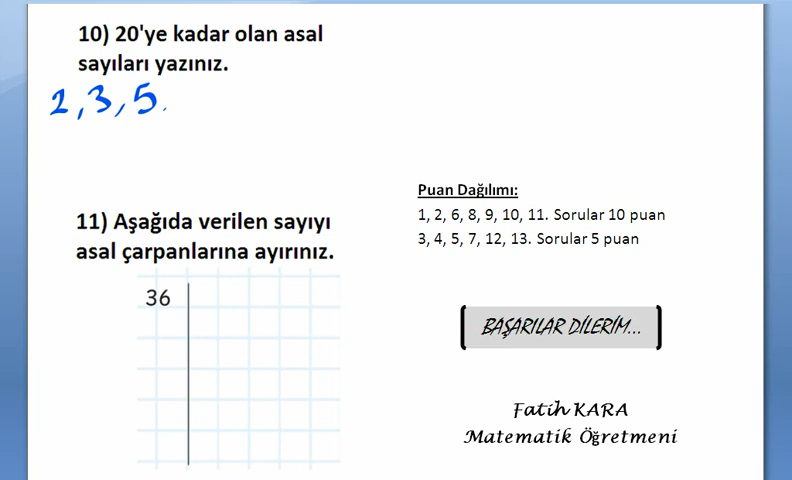 10) 20'ye kadar olan asal
sayıları yazınız.
2, 3, 5.
11) Aşağıda verilen sayıyı
asal çarpanlarına ayırınız.
36
Puan Dağılımı:
1, 2, 6, 8, 9, 10, 11. Sorular 10 puan
3, 4, 5, 7, 12, 13. Sorular 5 puan
BAŞARILAR DİLERİM...
Fatih KARA
Matematik Öğretmeni